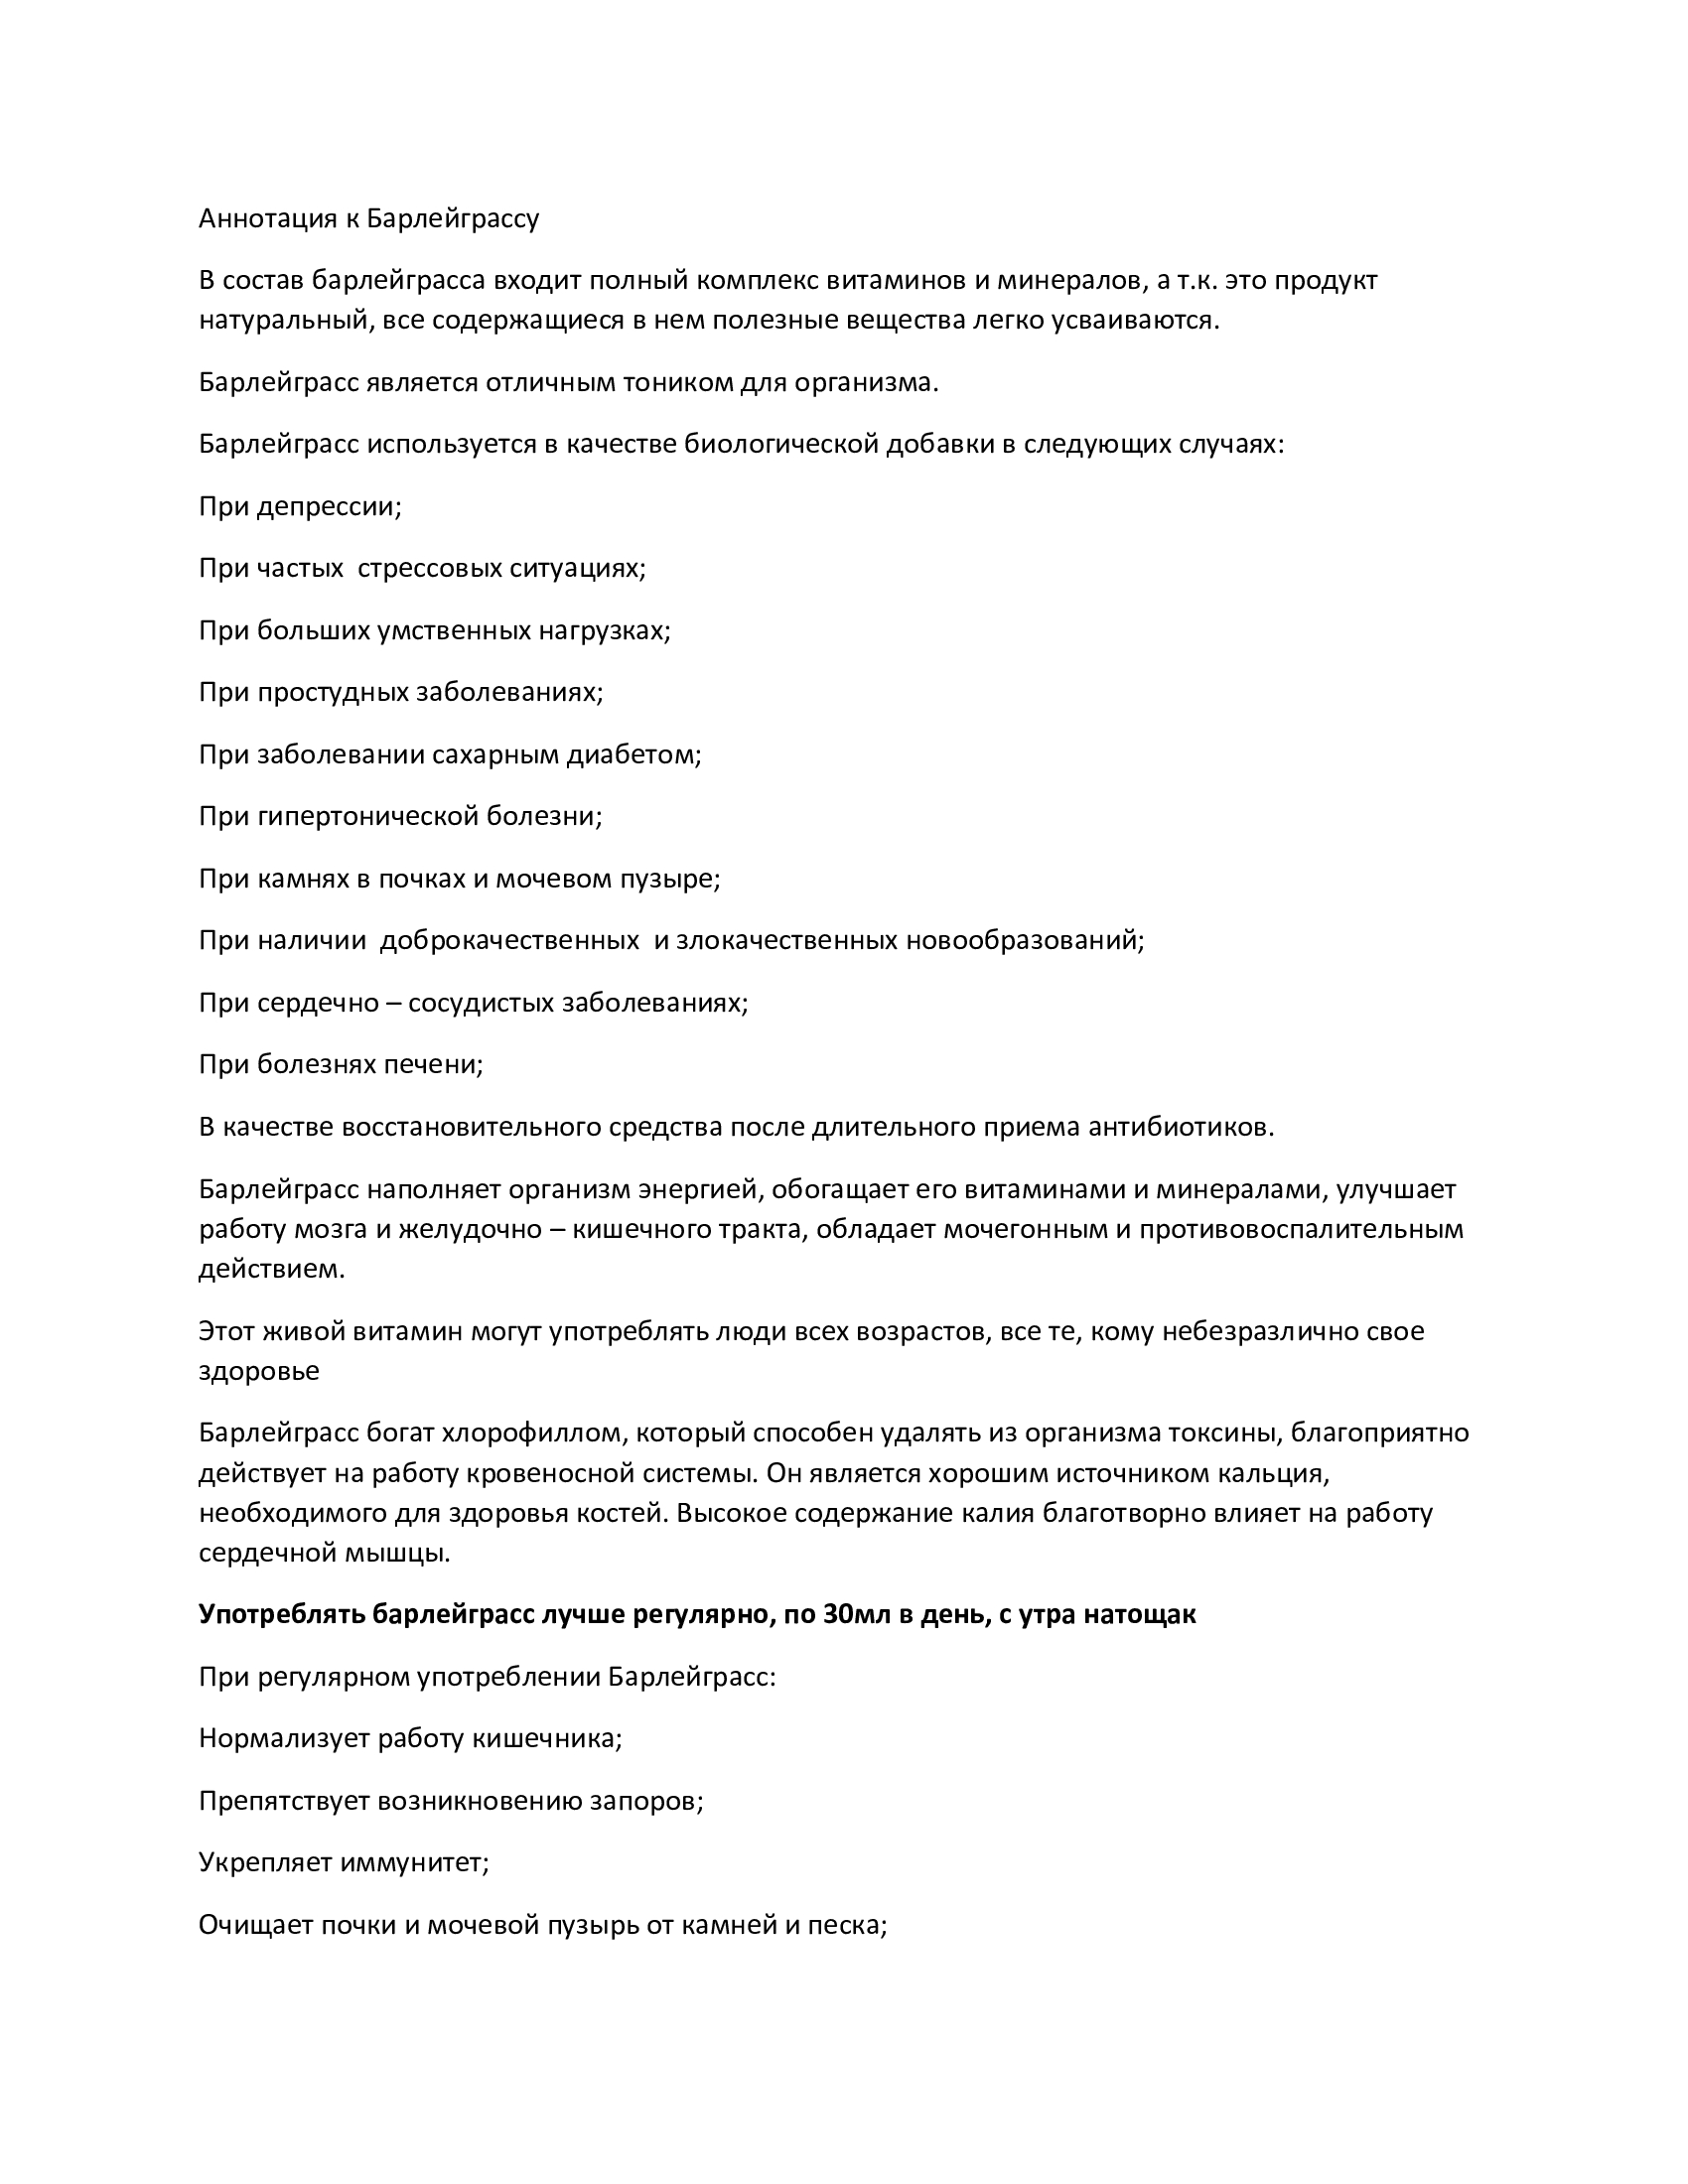 Аннотация к Барлейграссу
В состав барлейграсса входит полный комплекс витаминов и минералов, а т.к. это продукт
натуральный, все содержащиеся в нем полезные вещества легко усваиваются.
Барлейграсс является отличным тоником для организма.
Барлейграсс используется в качестве биологической добавки в следующих случаях:
При депрессии;
При частых  стрессовых ситуациях;
При больших умственных нагрузках;
При простудных заболеваниях;
При заболевании сахарным диабетом;
При гипертонической болезни;
При камнях в почках и мочевом пузыре;
При наличии  доброкачественных  и злокачественных новообразований;
При сердечно – сосудистых заболеваниях;
При болезнях печени;
В качестве восстановительного средства после длительного приема антибиотиков.
Барлейграсс наполняет организм энергией, обогащает его витаминами и минералами, улучшает
работу мозга и желудочно – кишечного тракта, обладает мочегонным и противовоспалительным
действием.
Этот живой витамин могут употреблять люди всех возрастов, все те, кому небезразлично свое
здоровье
Барлейграсс богат хлорофиллом, который способен удалять из организма токсины, благоприятно
действует на работу кровеносной системы. Он является хорошим источником кальция,
необходимого для здоровья костей. Высокое содержание калия благотворно влияет на работу
сердечной мышцы.
Употреблять барлейграсс лучше регулярно, по 30мл в день, с утра натощак
При регулярном употреблении Барлейграсс:
Нормализует работу кишечника;
Препятствует возникновению запоров;
Укрепляет иммунитет;
Очищает почки и мочевой пузырь от камней и песка;